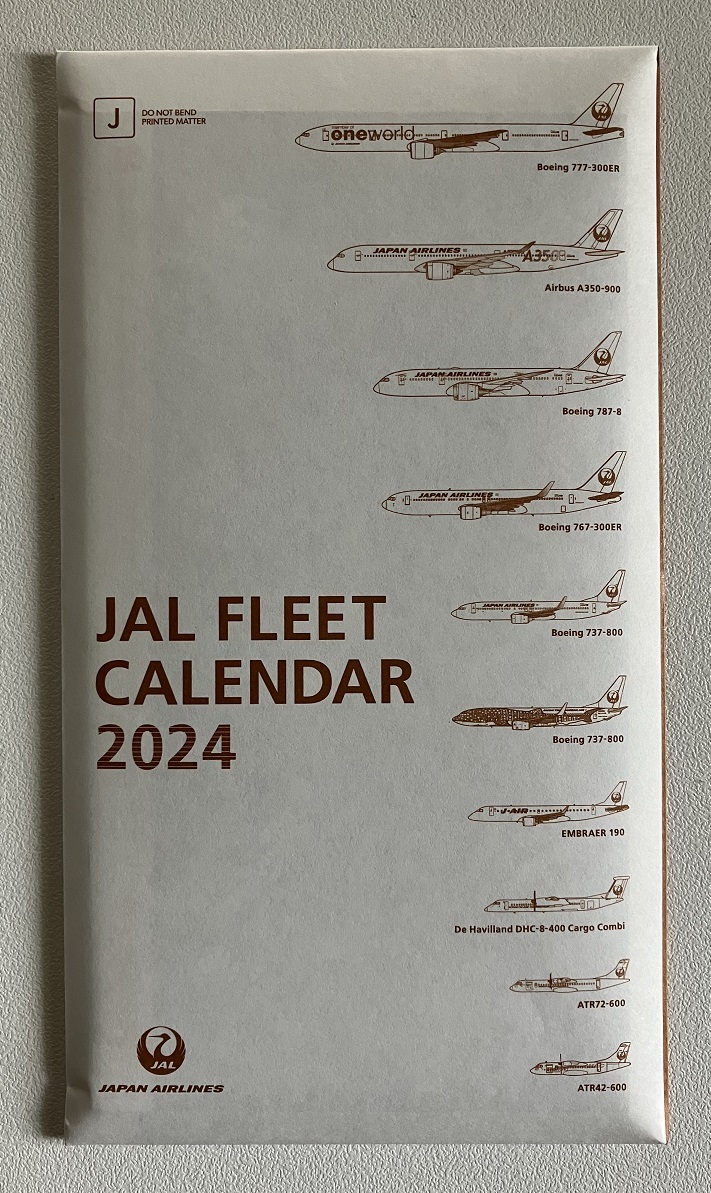 J
DO NOT BEND
PRINTED MATTER
oneworld
Boeing 777-300ER
JAPAN AIRLINES
A350
Airbus A350-900
JAPAN AIRLINES
Boeing 787-8
JAPAN AIRLINES
Boeing 767-300ER
JAPAN AIRLINES
Boeing 737-800
Boeing 737-800
J-AIR
EMBRAER 190
De Havilland DHC-8-400 Cargo Combi
ATR72-600
ATR42-600
JAL FLEET
CALENDAR
2024
JAL
JAPAN AIRLINES